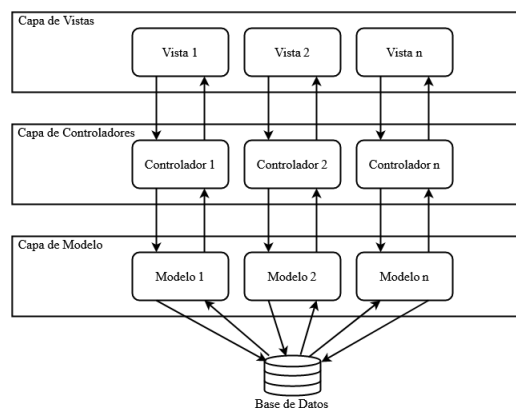 Capa de Vistas
Vista 1
Vista 2
Vista n
Capa de Controladores
Controlador 1
Controlador 2
Controlador n
Capa de Modelo
Modelo 1
Modelo 2
Modelo n
Base de Datos